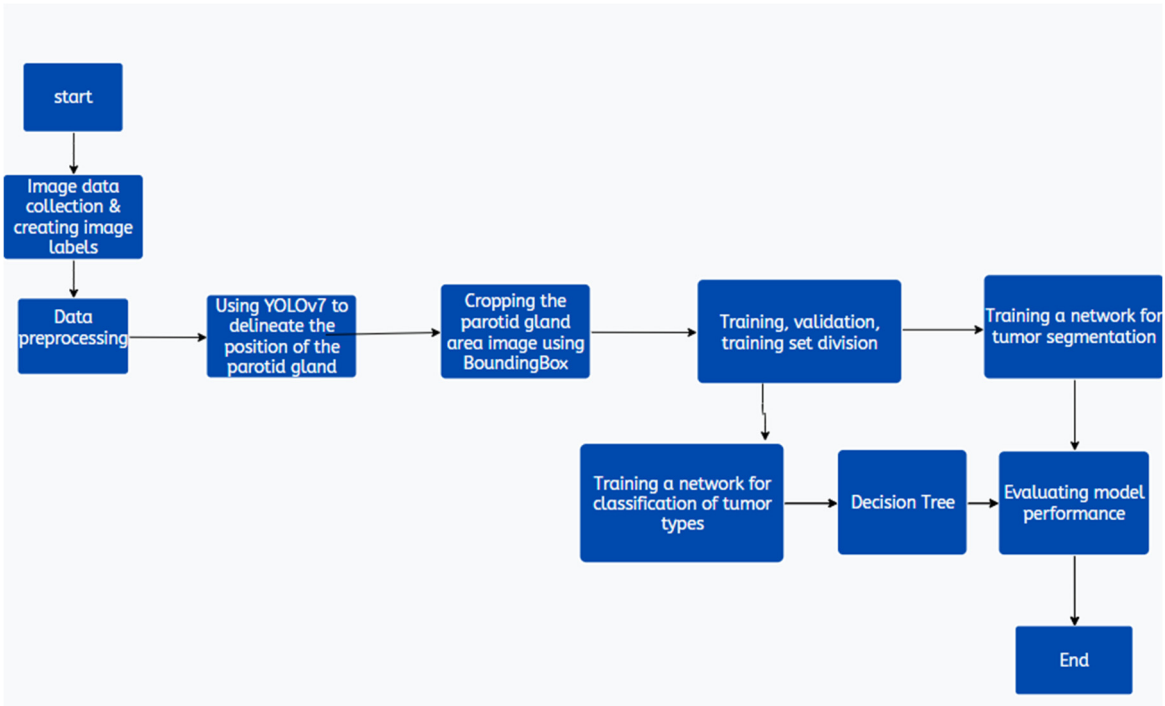 start
Image data
collection &
creating image
labels
Data
preprocessing
Using YOLOv7 to
delineate the
position of the
parotid gland
Cropping the
parotid gland
area image using
BoundingBox
Training, validation,
training set division
Training a network for
tumor segmentation
Training a network for
classification of tumor
types
Decision Tree
Evaluating model
performance
End